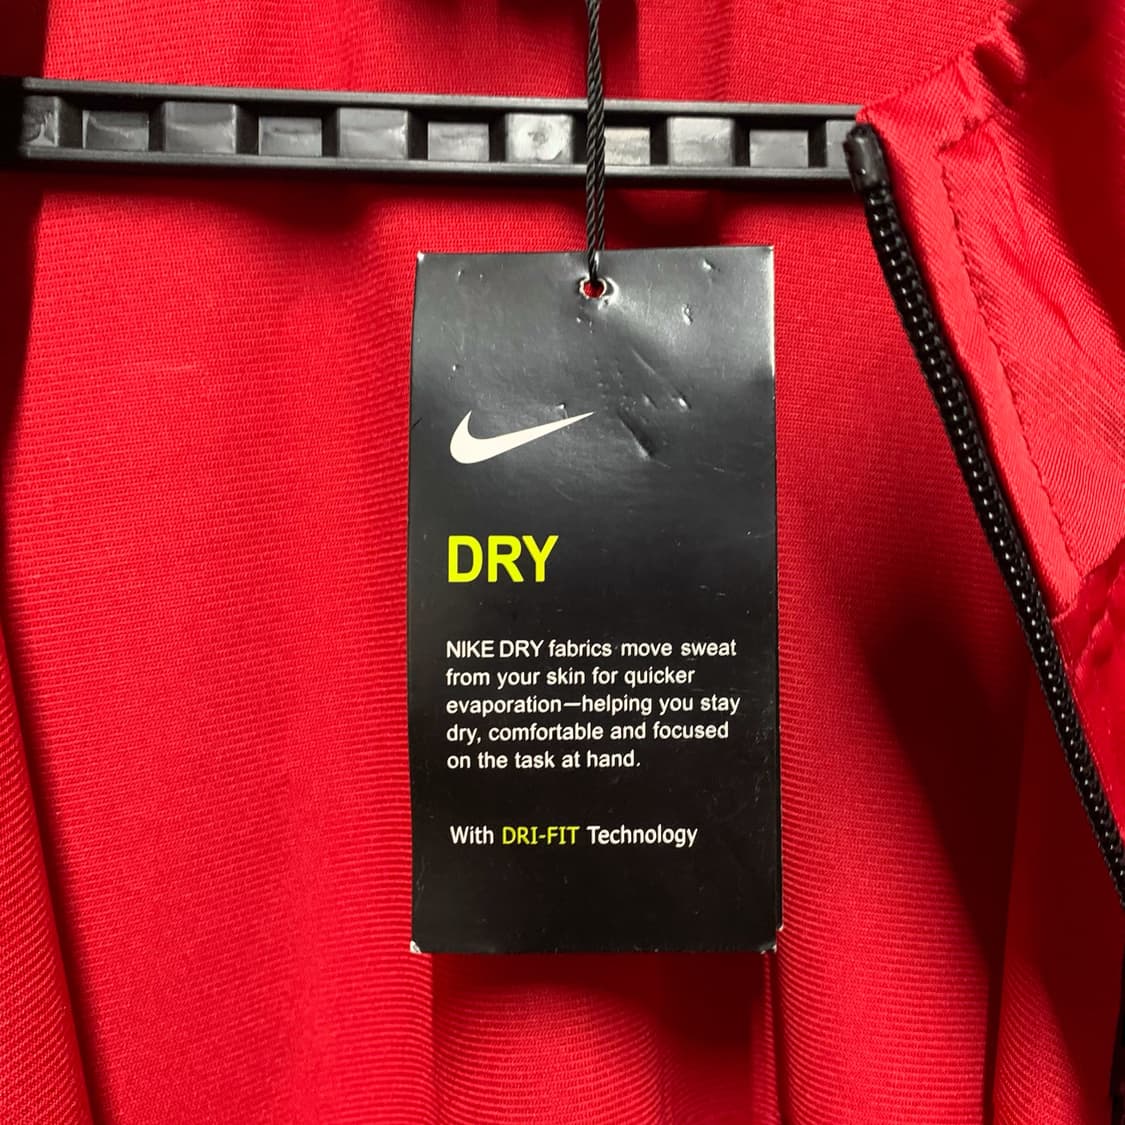 DRY
NIKE DRY fabrics move sweat
from your skin for quicker
evaporation—helping you stay
dry, comfortable and focused
on the task at hand.
With DRI-FIT Technology